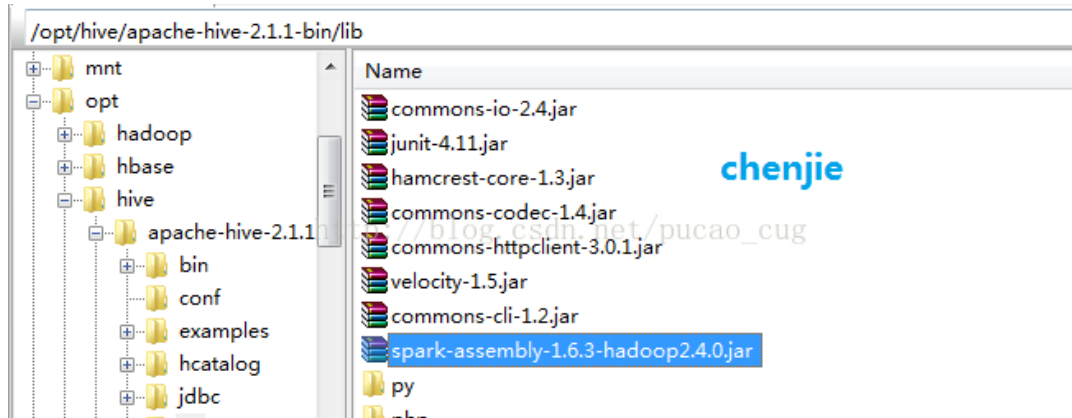 /opt/hive/apache-hive-2.1.1-bin/lib
mnt
opt
hadoop
hbase
hive
apache-hive-2.1.1
bin
conf
examples
hcatalog
jdbc
Name
commons-io-2.4.jar
junit-4.11.jar
hamcrest-core-1.3.jar
commons-codec-1.4.jar
commons-httpclient-3.0.1.jar
velocity-1.5.jar
commons-cli-1.2.jar
spark-assembly-1.6.3-hadoop2.4.0.jar
py
php
chenjie
http://blog.csdn.net/pucao_cug